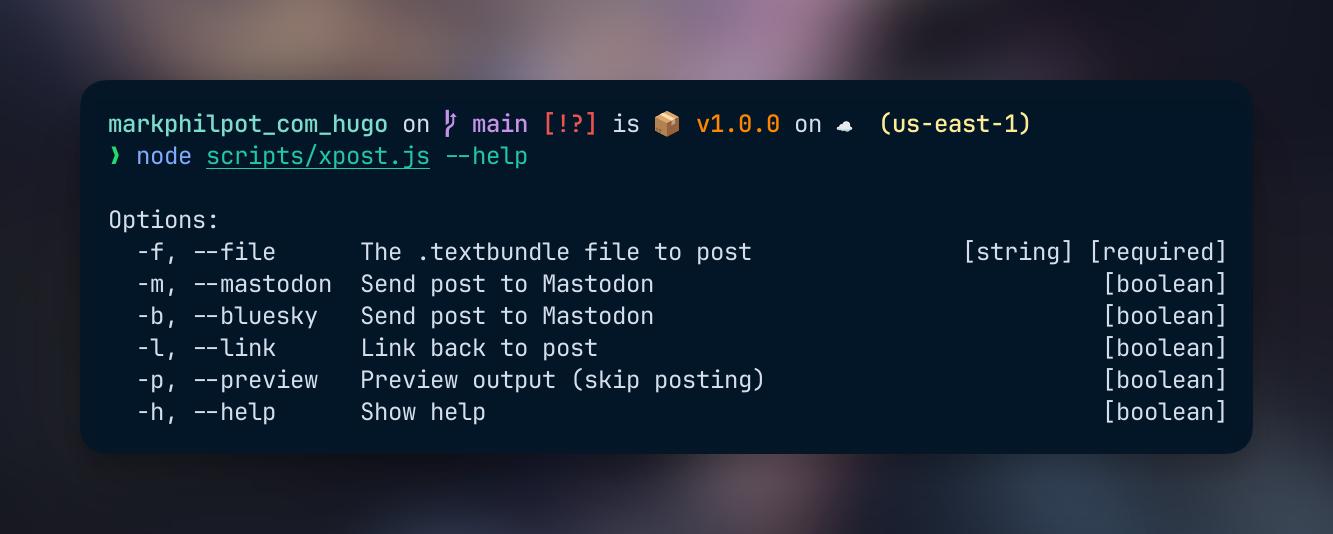 markphilpot_com_hugo on main [!?] is 📦 v1.0.0 on ☁️ (us-east-1)
❯ node scripts/xpost.js --help
Options:
-f, --file The .textbundle file to post [string] [required]
-m, --mastodon Send post to Mastodon [boolean]
-b, --bluesky Send post to Mastodon [boolean]
-l, --link Link back to post [boolean]
-p, --preview Preview output (skip posting) [boolean]
-h, --help Show help [boolean]